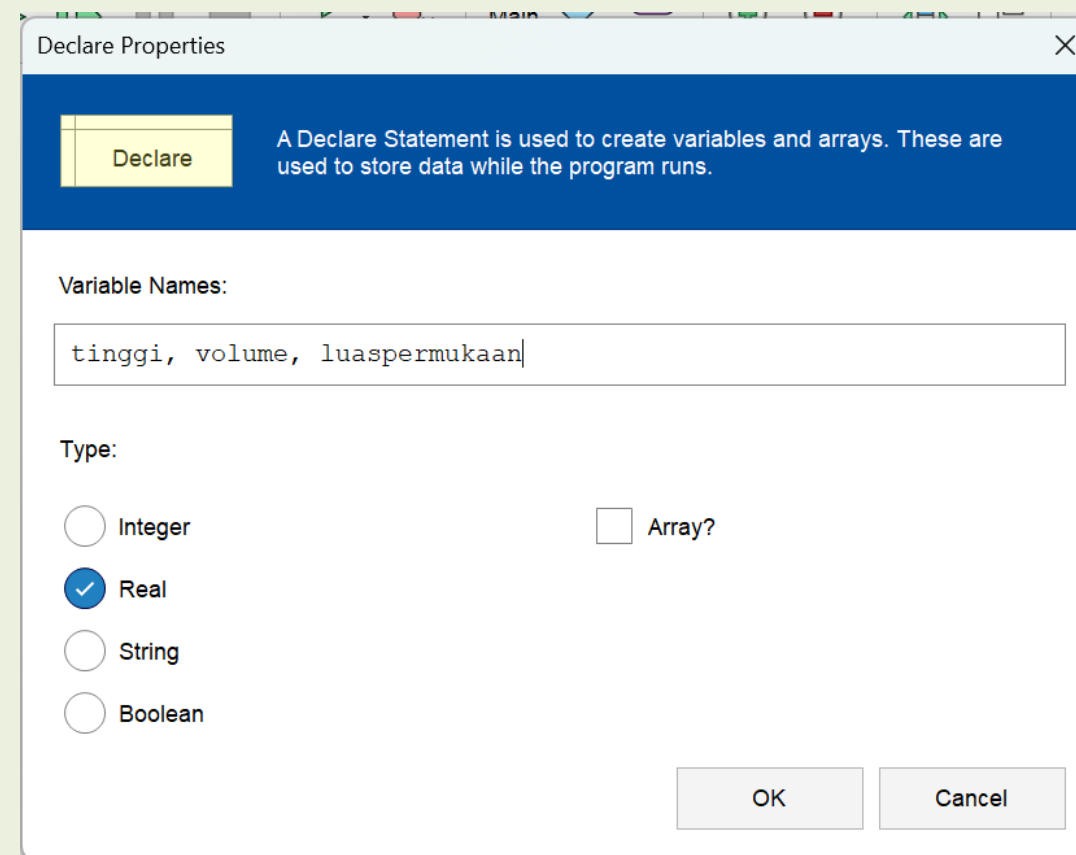 Main
Declare Properties
Declare
A Declare Statement is used to create variables and arrays. These are
used to store data while the program runs.
Variable Names:
tinggi, volume, luaspermukaan
Type:
Integer
Array?
Real
String
Boolean
OK
Cancel